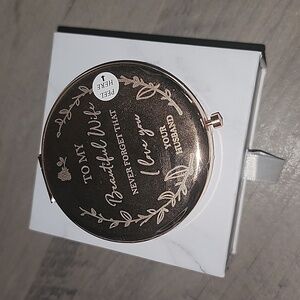 PEEL
HERE
TO MY
Beautiful Wife
NEVER FORGET THAT
I love you
YOUR
HUSBAND